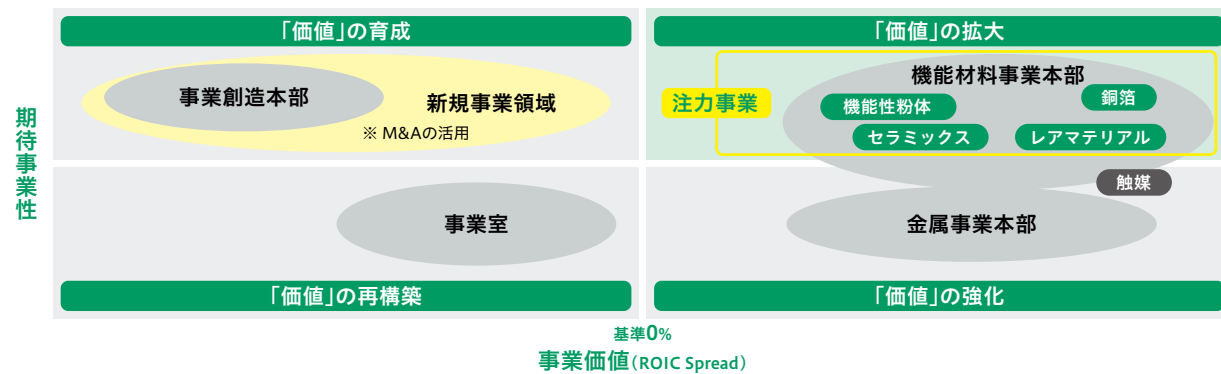 「価値」の育成
「価値」の拡大
事業創造本部
新規事業領域
※ M&Aの活用
注力事業
機能材料事業本部
機能性粉体
銅箔
セラミックス
レアマテリアル
触媒
期待事業性
事業室
金属事業本部
「価値」の再構築
「価値」の強化
基準0%
事業価値(ROIC Spread)